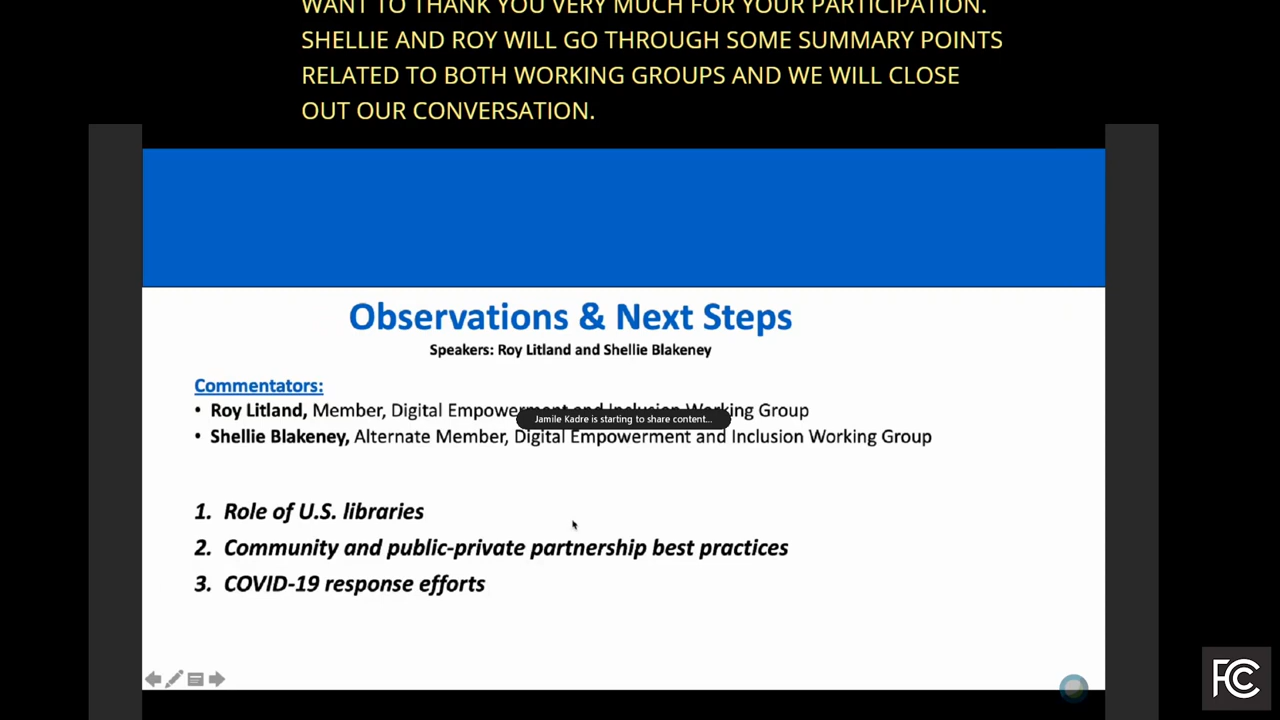 WANT TO THANK YOU VERY MUCH FOR YOUR PARTICIPATION.
SHELLIE AND ROY WILL GO THROUGH SOME SUMMARY POINTS
RELATED TO BOTH WORKING GROUPS AND WE WILL CLOSE
OUT OUR CONVERSATION.
Observations & Next Steps
Speakers: Roy Litland and Shellie Blakeney
Commentators:
• Roy Litland, Member, Digital Empowerment and Inclusion Working Group
Jamile Kadre is starting to share content...
• Shellie Blakeney, Alternate Member, Digital Empowerment and Inclusion Working Group
1. Role of U.S. libraries
2. Community and public-private partnership best practices
3. COVID-19 response efforts
FCC